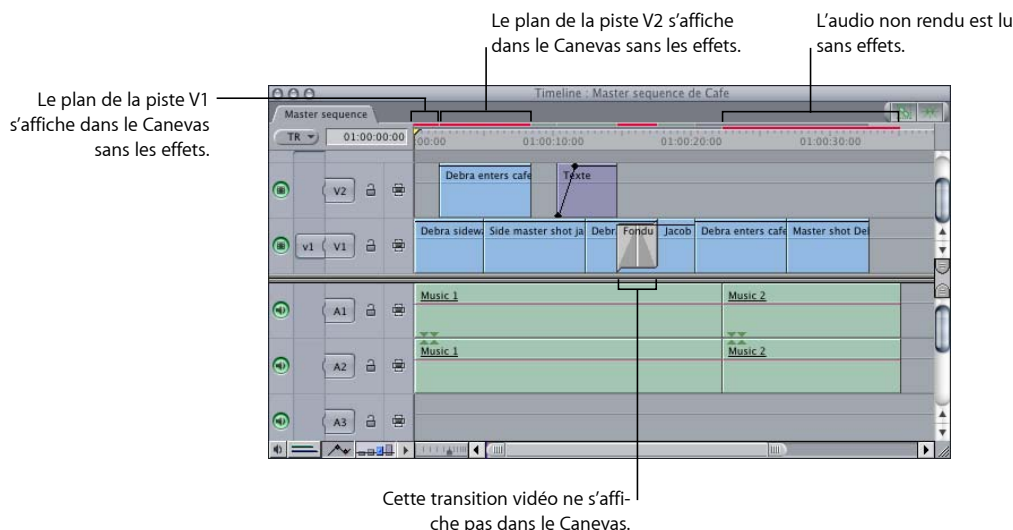 Le plan de la piste V2 s'affiche
dans le Canevas sans les effets.
L'audio non rendu est lu
sans effets.
Le plan de la piste V1
s'affiche dans le Canevas
sans les effets.
Timeline : Master sequence de Cafe
Master sequence
TR 01:00:00:00 :00:00 01:00:10:00 01:00:20:00 01:00:30:00
V2 Debra enters cafe Texte
v1 V1 Debra sidewa Side master shot ja Debr Fondu Jacob Debra enters cafe Master shot Del
A1 Music 1 Music 2
A2 Music 1 Music 2
A3
Cette transition vidéo ne s'affi-
che pas dans le Canevas.